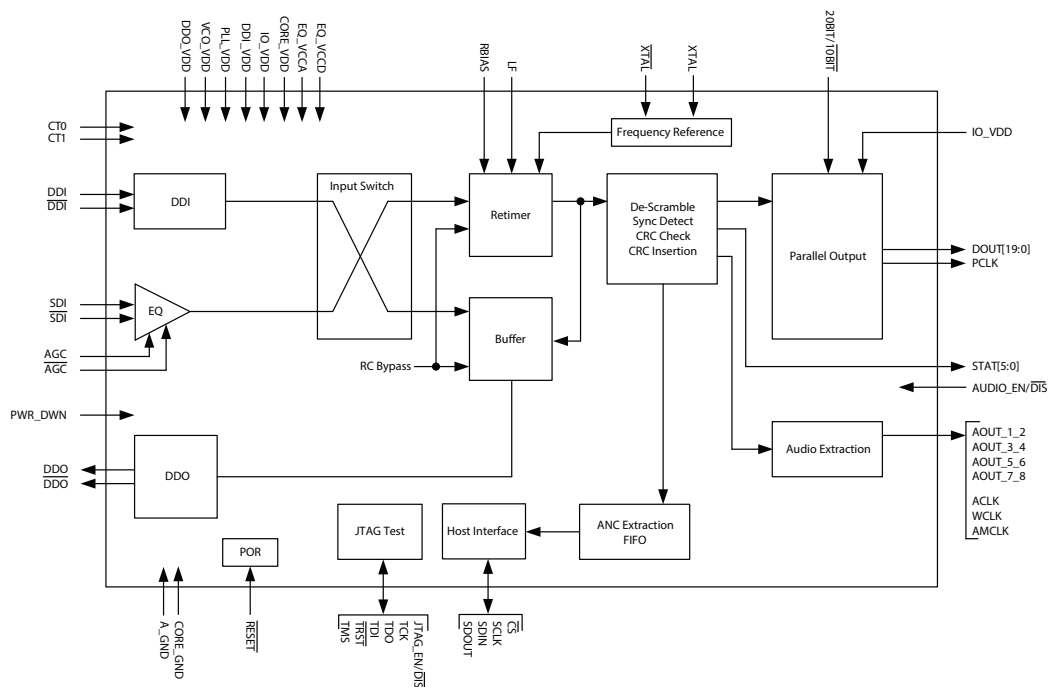 DDO_VDD
VCO_VDD
PLL_VDD
DDI_VDD
IO_VDD
CORE_VDD
EQ_VCCA
EQ_VCCD
RBIAS
LF
XTAL
XTAL
20BIT/10BIT
CT0
CT1
Frequency Reference
IO_VDD
DDI
DDI
DDI
Input Switch
Retimer
De-Scramble
Sync Detect
CRC Check
CRC Insertion
Parallel Output
DOUT[19:0]
PCLK
SDI
SDI
EQ
AGC
AGC
RC Bypass
Buffer
STAT[5:0]
AUDIO_EN/DIS
PWR_DWN
DDO
DDO
DDO
Audio Extraction
AOUT_1_2
AOUT_3_4
AOUT_5_6
AOUT_7_8
ACLK
WCLK
AMCLK
POR
JTAG Test
Host Interface
ANC Extraction
FIFO
A_GND
CORE_GND
RESET
TMS
TRST
TDI
TDO
TCK
JTAG_EN/DIS
SDOUT
SDIN
SCLK
CS